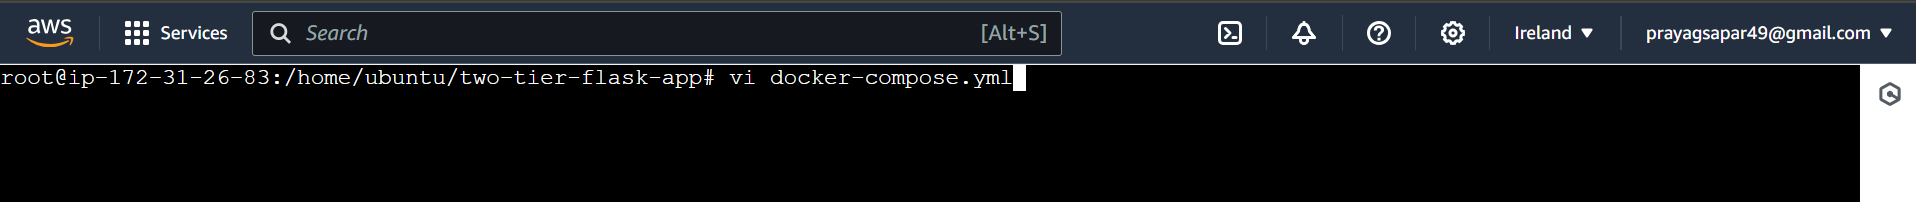 aws Services Search [Alt+S] Ireland prayagsapar49@gmail.com
root@ip-172-31-26-83:/home/ubuntu/two-tier-flask-app# vi docker-compose.yml